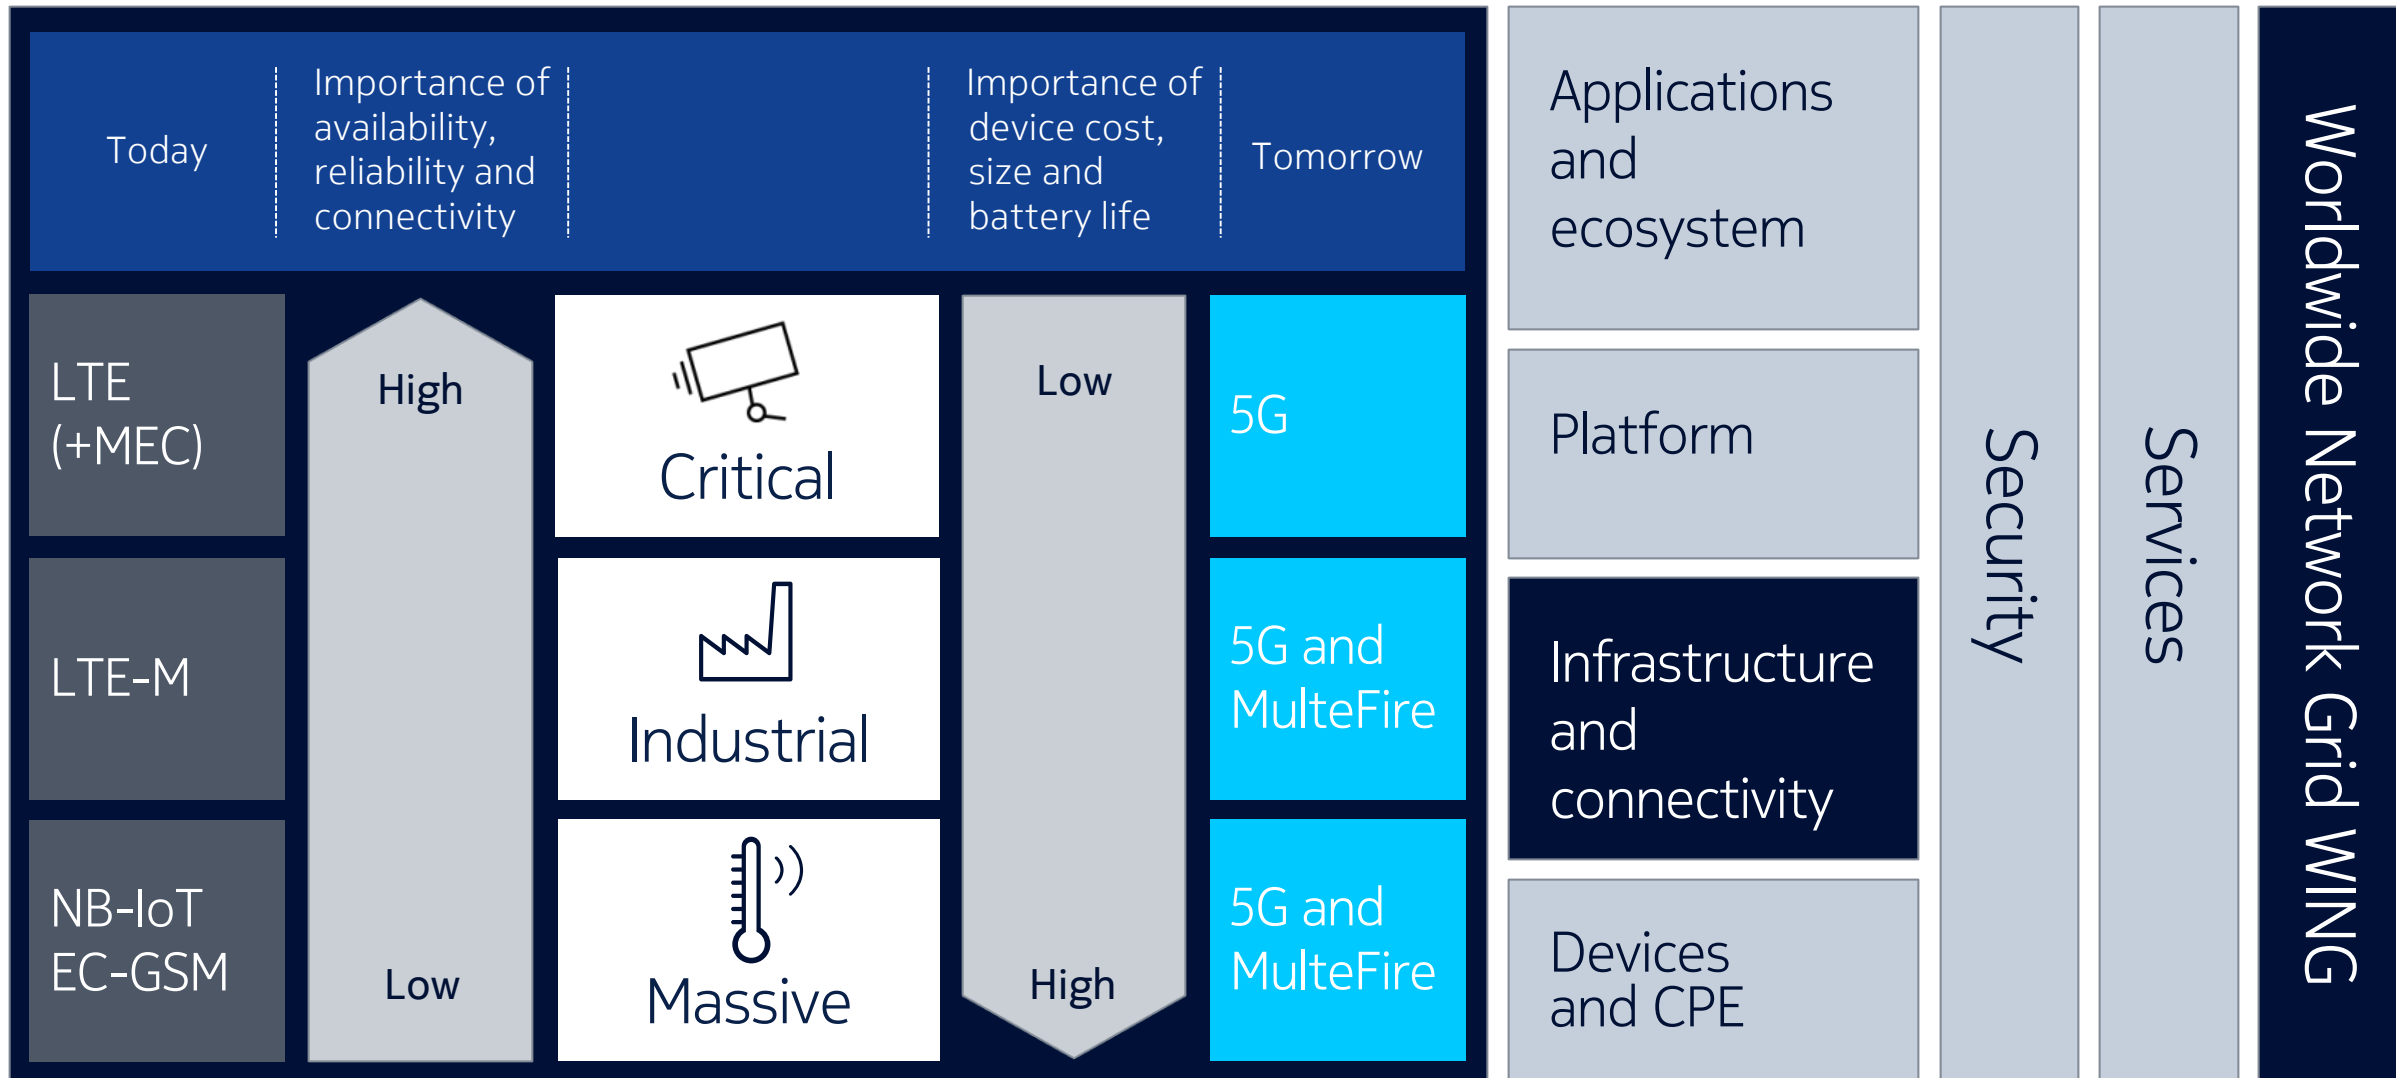 Today
Importance of
availability,
reliability and
connectivity
Importance of
device cost,
size and
battery life
Tomorrow
LTE
(+MEC)
High
Critical
Low
5G
LTE-M
Industrial
5G and
MulteFire
NB-IoT
EC-GSM
Low
Massive
High
5G and
MulteFire
Applications
and
ecosystem
Platform
Infrastructure
and
connectivity
Devices
and CPE
Security
Services
Worldwide Network Grid WING